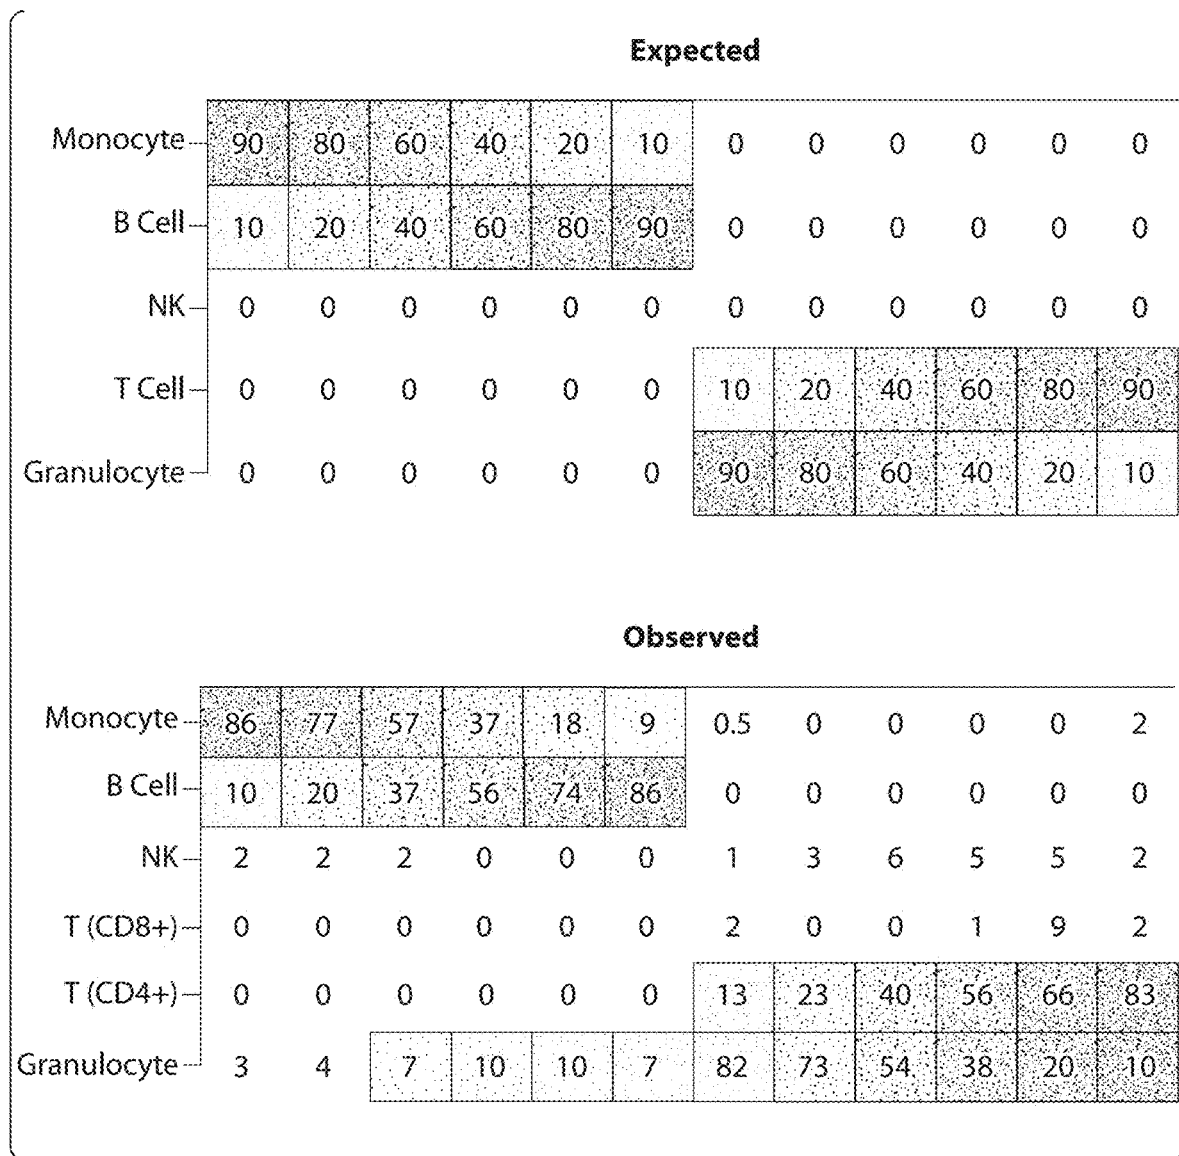 Expected
Monocyte 90 80 60 40 20 10 0 0 0 0 0 0
B Cell 10 20 40 60 80 90 0 0 0 0 0 0
NK 0 0 0 0 0 0 0 0 0 0 0 0
T Cell 0 0 0 0 0 0 10 20 40 60 80 90
Granulocyte 0 0 0 0 0 0 90 80 60 40 20 10
Observed
Monocyte 86 77 57 37 18 9 0.5 0 0 0 0 2
B Cell 10 20 37 56 74 86 0 0 0 0 0 0
NK 2 2 2 0 0 0 1 3 6 5 5 2
T (CD8+) 0 0 0 0 0 0 2 0 0 1 9 2
T (CD4+) 0 0 0 0 0 0 13 23 40 56 66 83
Granulocyte 3 4 7 10 10 7 82 73 54 38 20 10